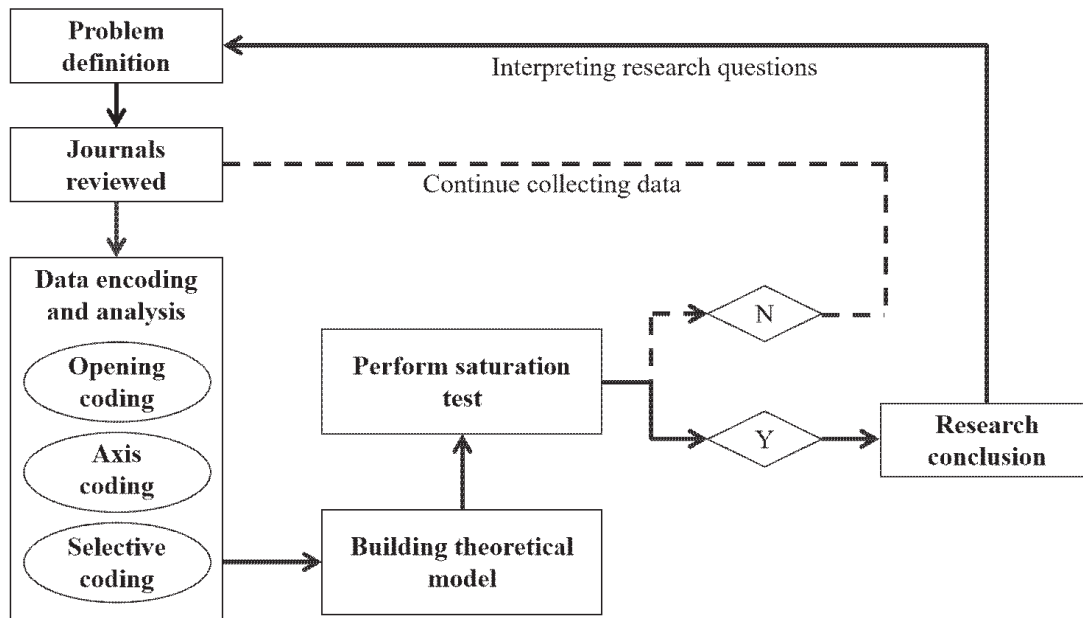 Problem
definition
Interpreting research questions
Journals
reviewed
Continue collecting data
Data encoding
and analysis
Opening
coding
Axis
coding
Selective
coding
Building theoretical
model
Perform saturation
test
N
Y
Research
conclusion